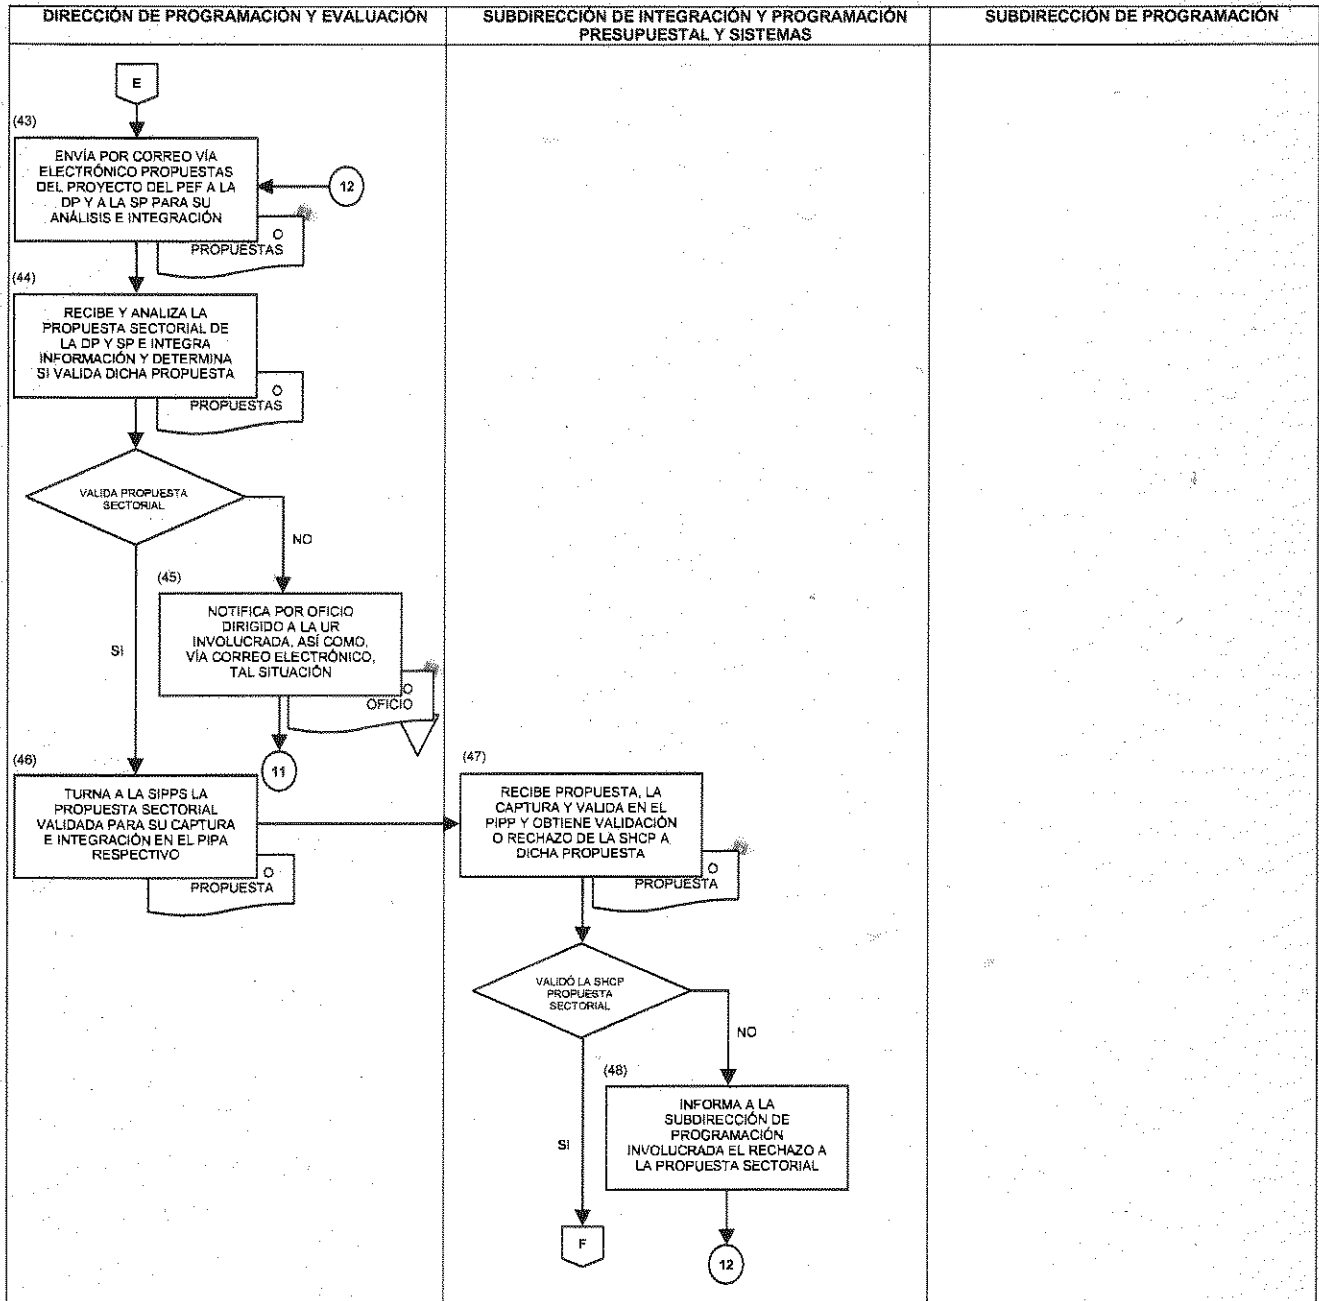 DIRECCIÓN DE PROGRAMACIÓN Y EVALUACIÓN
SUBDIRECCIÓN DE INTEGRACIÓN Y PROGRAMACIÓN
PRESUPUESTAL Y SISTEMAS
SUBDIRECCIÓN DE PROGRAMACIÓN
E
(43)
ENVÍA POR CORREO VÍA
ELECTRÓNICO PROPUESTAS
DEL PROYECTO DEL PEF A LA
DP Y A LA SP PARA SU
ANÁLISIS E INTEGRACIÓN
12
O
PROPUESTAS
(44)
RECIBE Y ANALIZA LA
PROPUESTA SECTORIAL DE
LA DP Y SP E INTEGRA
INFORMACIÓN Y DETERMINA
SI VALIDA DICHA PROPUESTA
O
PROPUESTAS
VALIDA PROPUESTA
SECTORIAL
NO
SI
(45)
NOTIFICA POR OFICIO
DIRIGIDO A LA UR
INVOLUCRADA, ASÍ COMO,
VÍA CORREO ELECTRÓNICO,
TAL SITUACIÓN
O
OFICIO
11
(46)
TURNA A LA SIPPS LA
PROPUESTA SECTORIAL
VALIDADA PARA SU CAPTURA
E INTEGRACIÓN EN EL PIPA
RESPECTIVO
O
PROPUESTA
(47)
RECIBE PROPUESTA, LA
CAPTURA Y VALIDA EN EL
PIPP Y OBTIENE VALIDACIÓN
O RECHAZO DE LA SHCP A
DICHA PROPUESTA
O
PROPUESTA
VALIDÓ LA SHCP
PROPUESTA
SECTORIAL
NO
SI
(48)
INFORMA A LA
SUBDIRECCIÓN DE
PROGRAMACIÓN
INVOLUCRADA EL RECHAZO A
LA PROPUESTA SECTORIAL
F
12